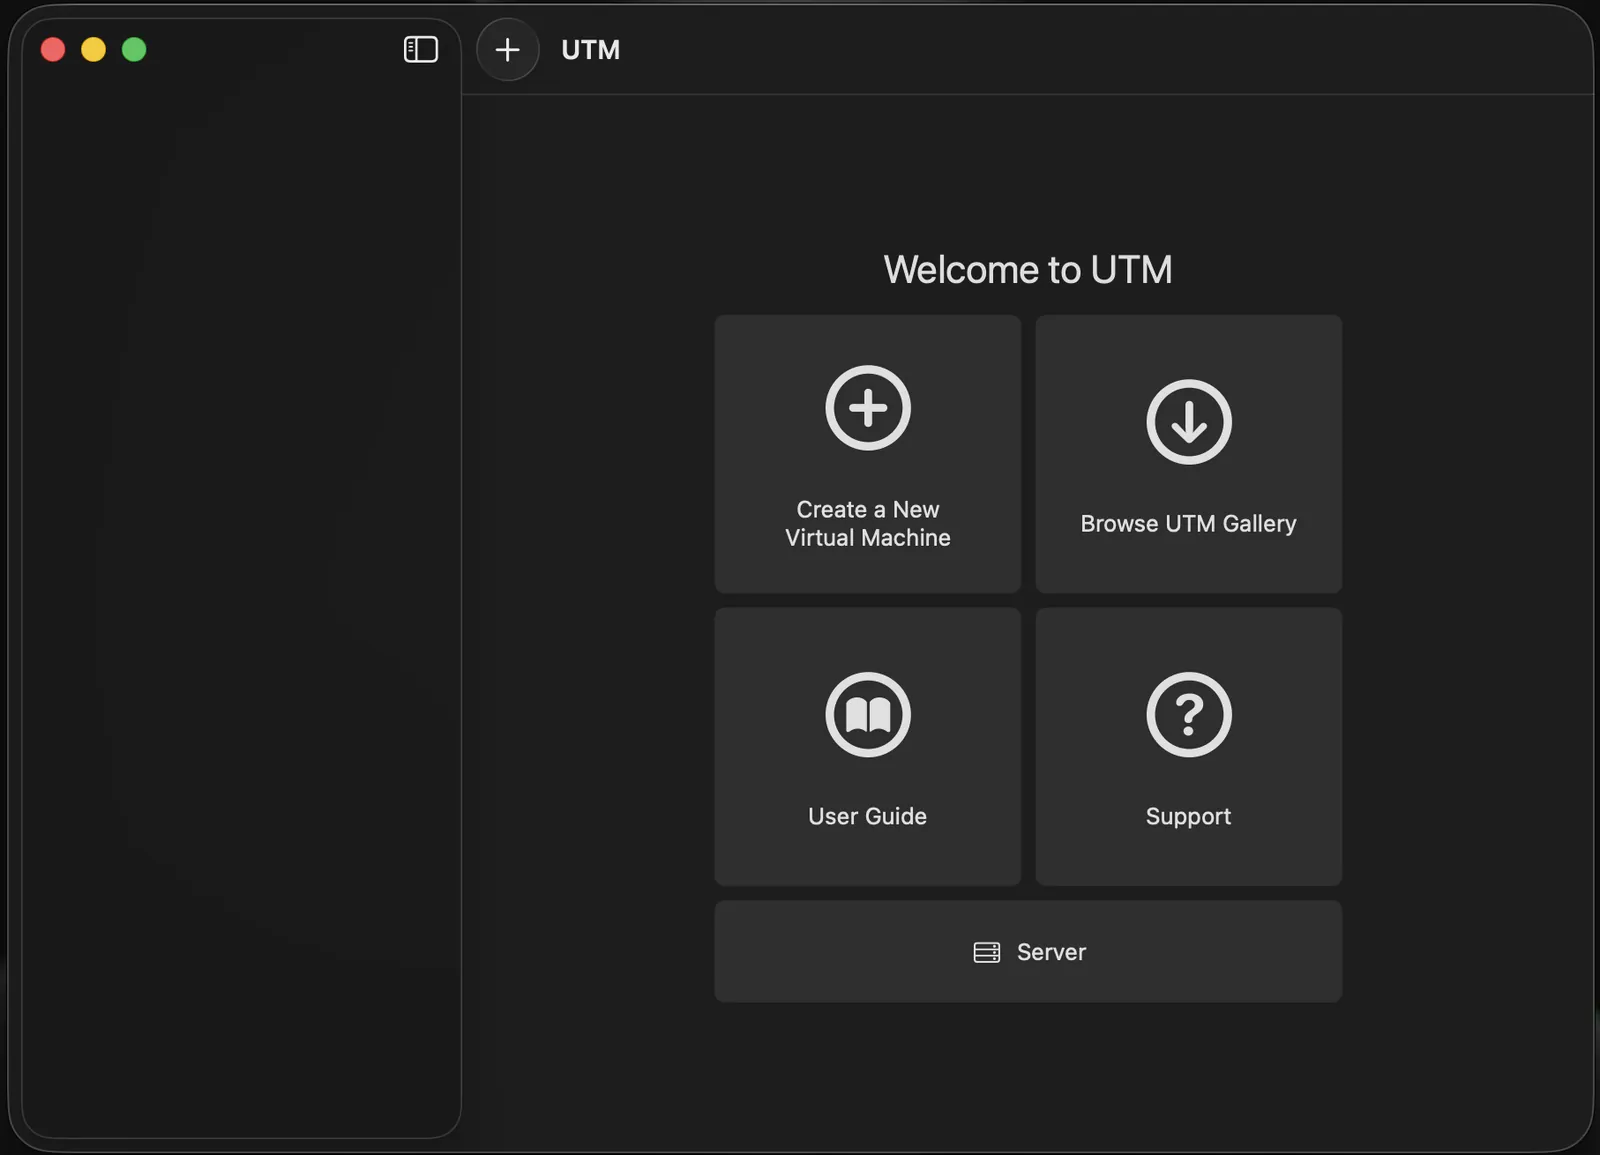 UTM
Welcome to UTM
Create a New
Virtual Machine
Browse UTM Gallery
User Guide
Support
Server